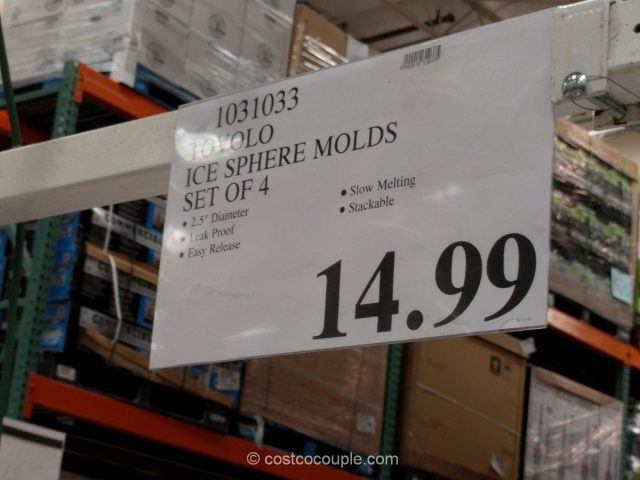 1031033
TOVOLO
ICE SPHERE MOLDS
SET OF 4
• 2.5" Diameter
• Leak Proof
• Easy Release
• Slow Melting
• Stackable
14.99
© costcocouple.com